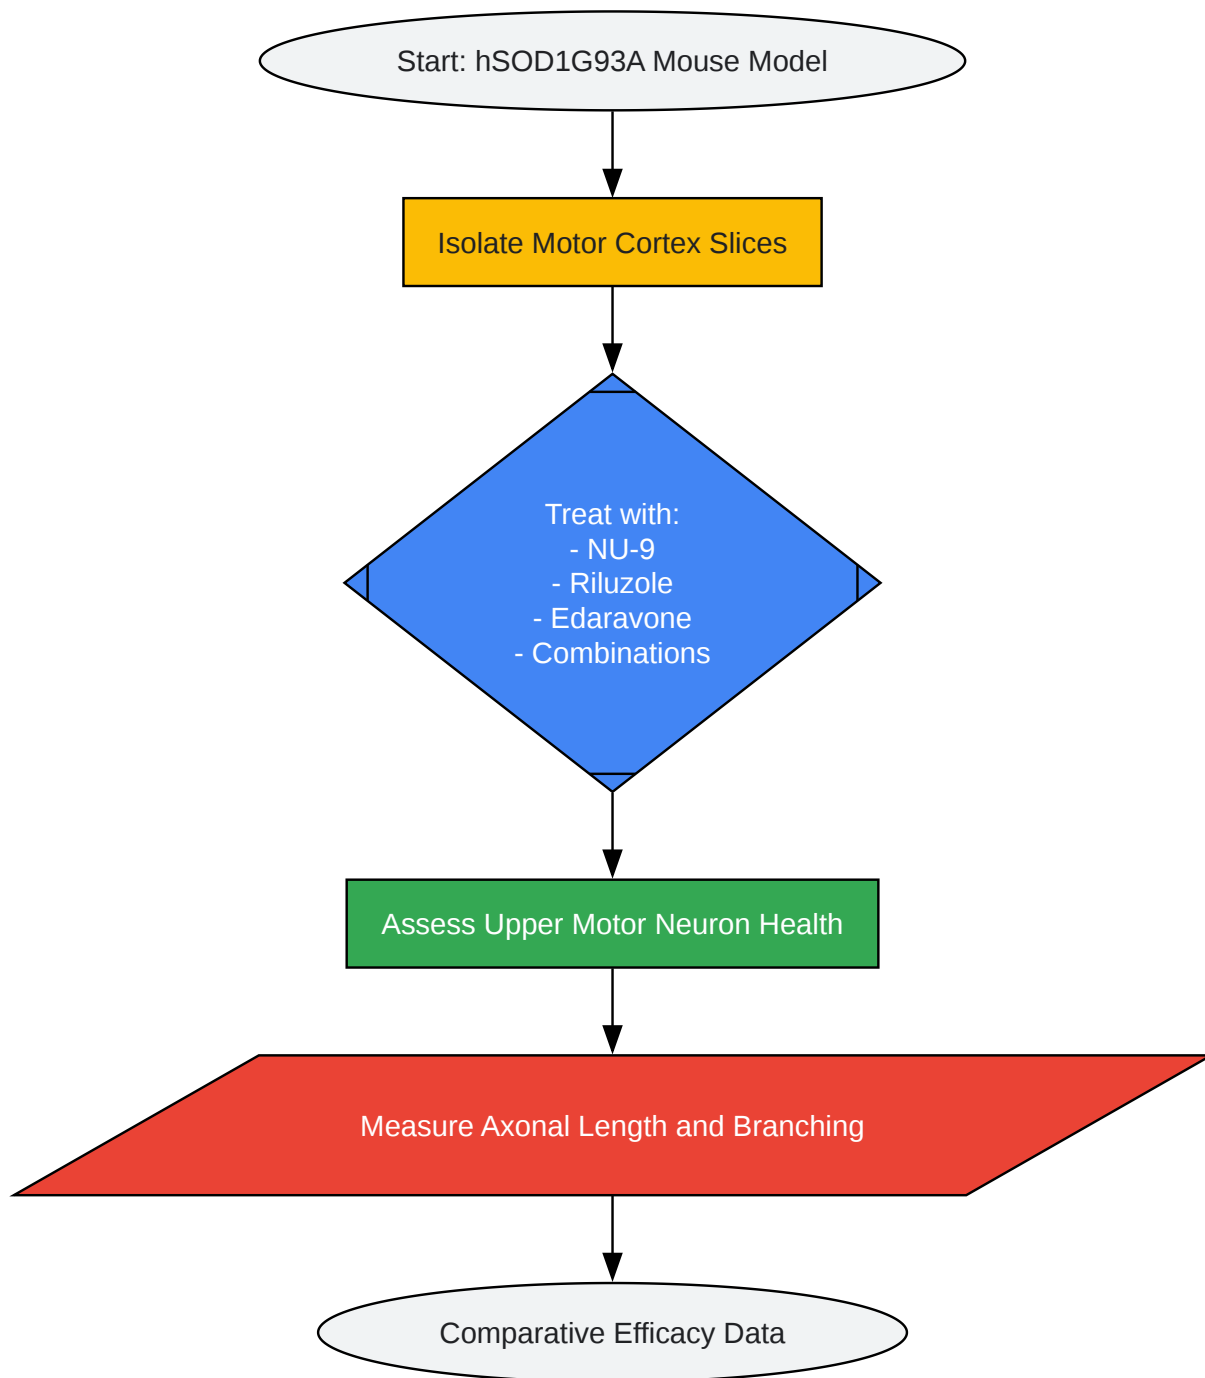 Start: hSOD1G93A Mouse Model
Isolate Motor Cortex Slices
Treat with:
- NU-9
- Riluzole
- Edaravone
- Combinations
Assess Upper Motor Neuron Health
Measure Axonal Length and Branching
Comparative Efficacy Data